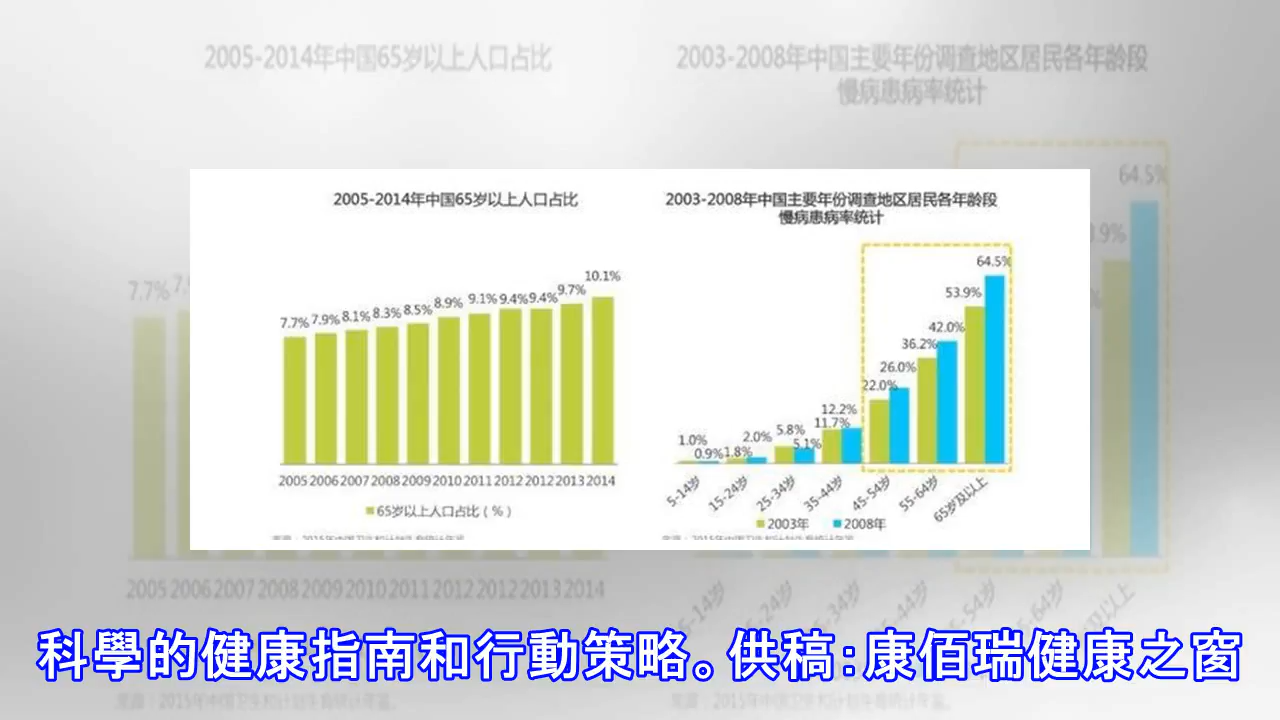 2005-2014年中国65岁以上人口占比
7.7% 7.9% 8.1% 8.3% 8.5% 8.9% 9.1% 9.4% 9.4% 9.7% 10.1%
2005 2006 2007 2008 2009 2010 2011 2012 2012 2013 2014
65岁以上人口占比（%）
2003-2008年中国主要年份调查地区居民各年龄段
慢病患病率统计
1.0% 0.9% 1.8% 2.0% 5.8% 5.1% 11.7% 12.2% 22.0% 26.0% 36.2% 42.0% 53.9% 64.5%
5-14岁 15-24岁 25-34岁 35-44岁 45-54岁 55-64岁 65岁及以上
2003年 2008年
科學的健康指南和行動策略。供稿:康佰瑞健康之窗